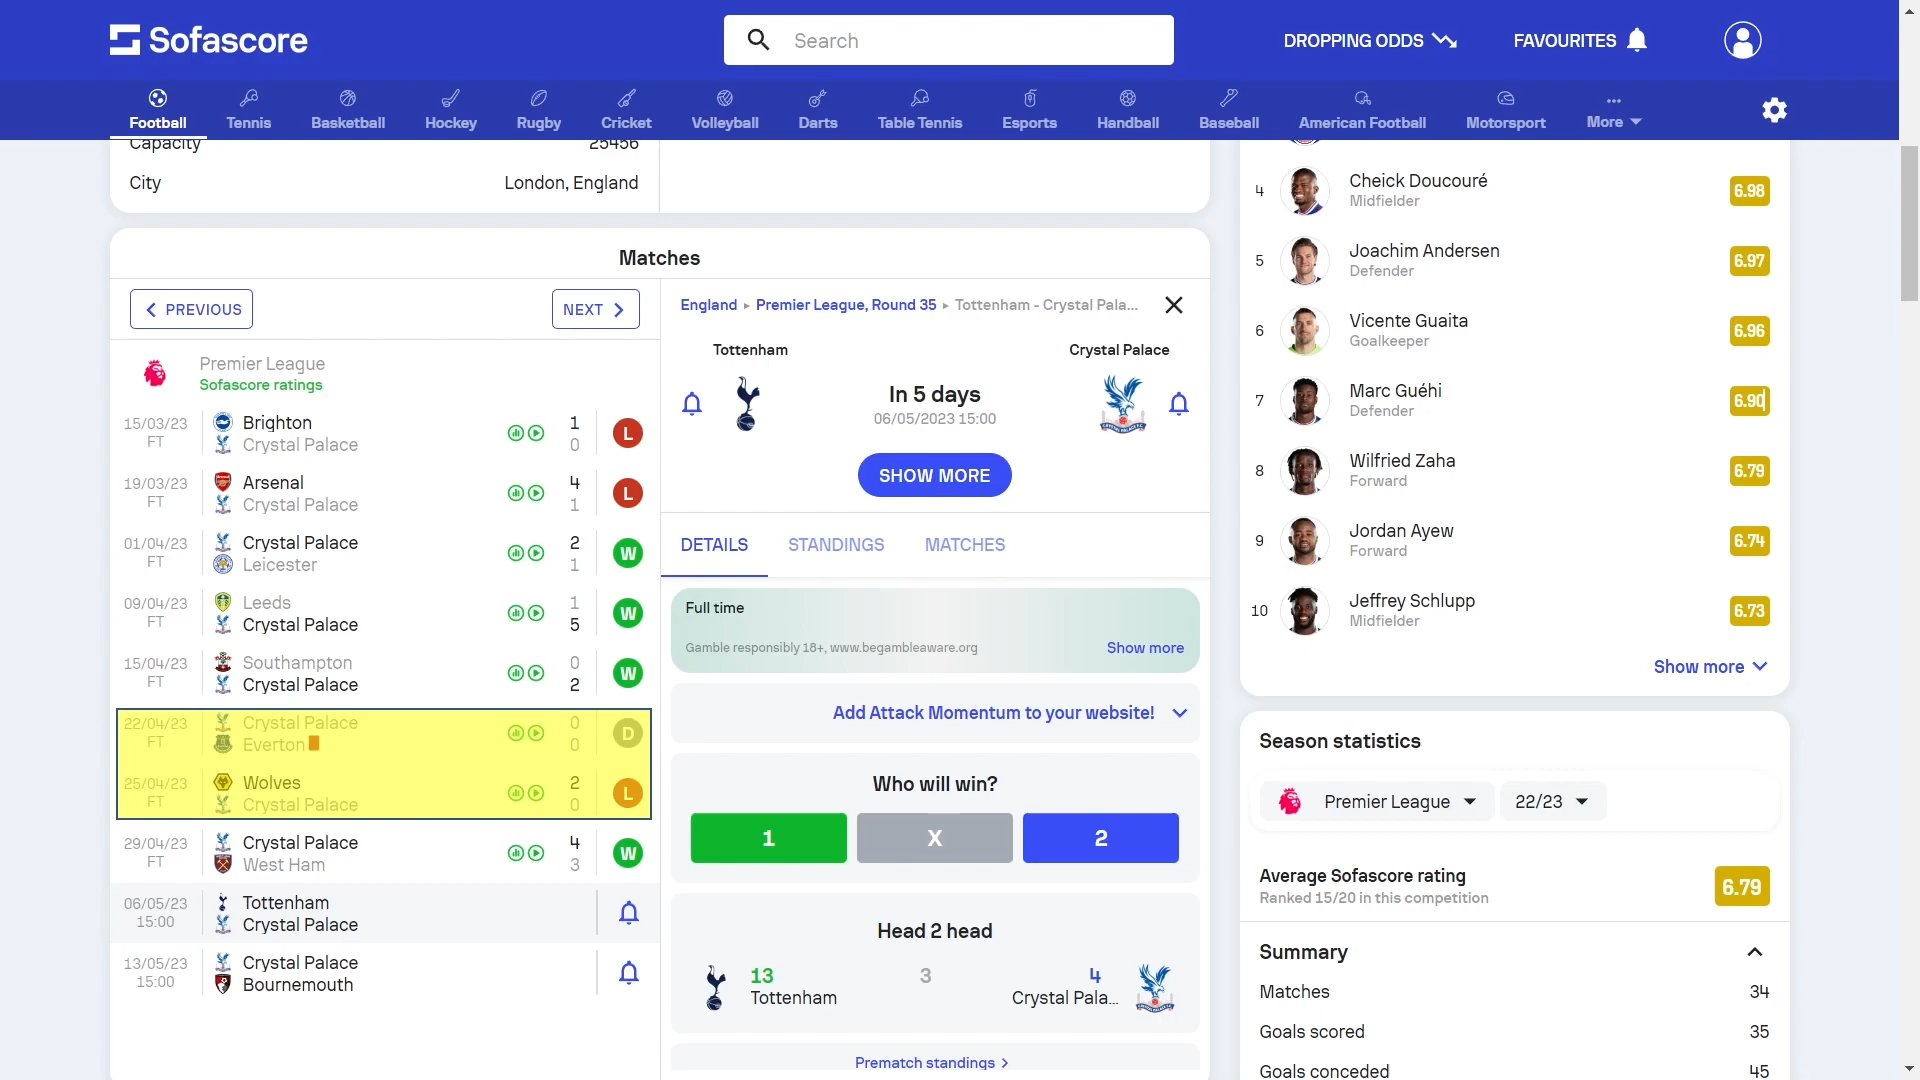 Sofascore
Search
DROPPING ODDS
FAVOURITES
Football
Tennis
Basketball
Hockey
Rugby
Cricket
Volleyball
Darts
Table Tennis
Esports
Handball
Baseball
American Football
Motorsport
More
Capacity 25456
City London, England
Matches
PREVIOUS
NEXT
Premier League
Sofascore ratings
15/03/23 Brighton 1
FT Crystal Palace 0 L
19/03/23 Arsenal 4
FT Crystal Palace 1 L
01/04/23 Crystal Palace 2
FT Leicester 1 W
09/04/23 Leeds 1
FT Crystal Palace 5 W
15/04/23 Southampton 0
FT Crystal Palace 2 W
22/04/23 Crystal Palace 0
FT Everton 0 D
25/04/23 Wolves 2
FT Crystal Palace 0 L
29/04/23 Crystal Palace 4
FT West Ham 3 W
06/05/23 Tottenham
15:00 Crystal Palace
13/05/23 Crystal Palace
15:00 Bournemouth
England ▸ Premier League, Round 35 ▸ Tottenham - Crystal Pala...
Tottenham
Crystal Palace
In 5 days
06/05/2023 15:00
SHOW MORE
DETAILS STANDINGS MATCHES
Full time
Gamble responsibly 18+, www.begambleaware.org Show more
Add Attack Momentum to your website!
Who will win?
1 X 2
Head 2 head
13 3 4
Tottenham Crystal Pala...
Prematch standings >
4 Cheick Doucouré 6.98
Midfielder
5 Joachim Andersen 6.97
Defender
6 Vicente Guaita 6.96
Goalkeeper
7 Marc Guéhi 6.90
Defender
8 Wilfried Zaha 6.79
Forward
9 Jordan Ayew 6.74
Forward
10 Jeffrey Schlupp 6.73
Midfielder
Show more
Season statistics
Premier League 22/23
Average Sofascore rating 6.79
Ranked 15/20 in this competition
Summary
Matches 34
Goals scored 35
Goals conceded 45